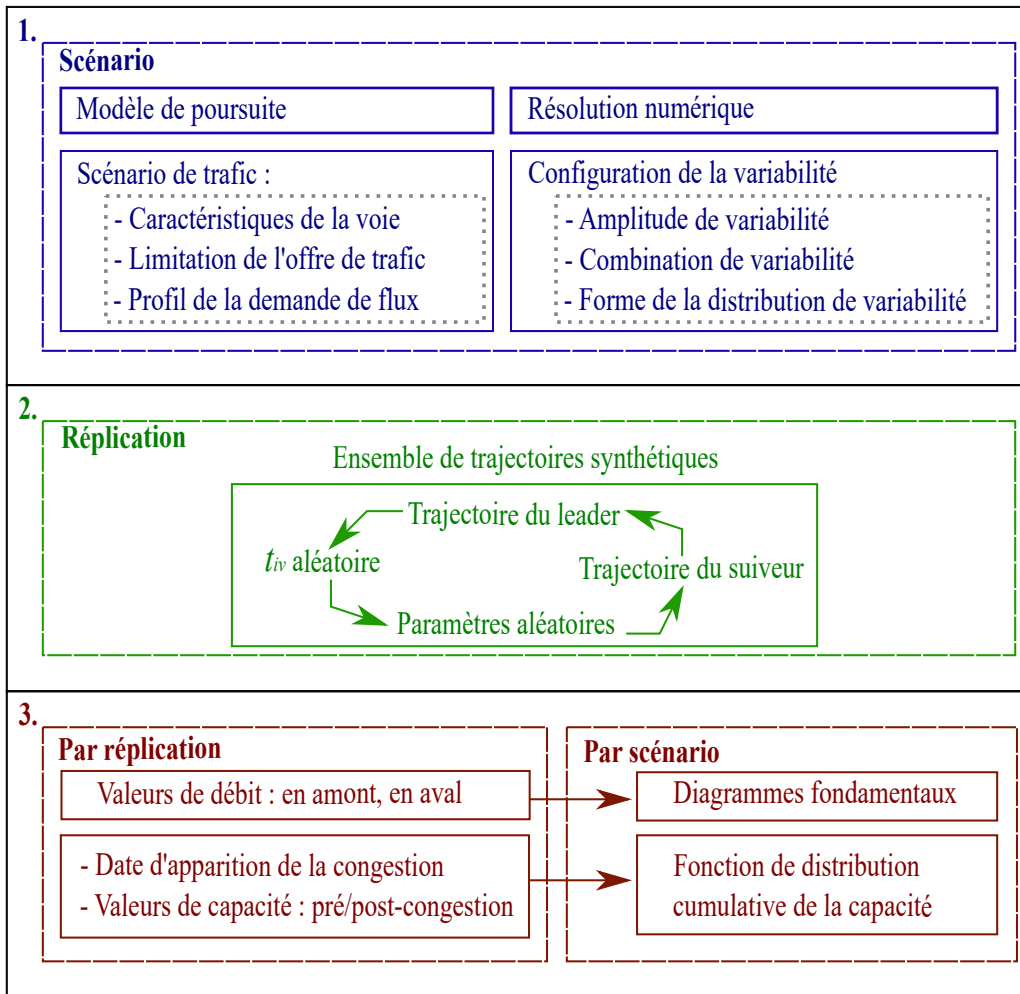 1.
Scénario
Modèle de poursuite
Résolution numérique
Scénario de trafic :
- Caractéristiques de la voie
- Limitation de l'offre de trafic
- Profil de la demande de flux
Configuration de la variabilité
- Amplitude de variabilité
- Combination de variabilité
- Forme de la distribution de variabilité
2.
Réplication
Ensemble de trajectoires synthétiques
Trajectoire du leader
tiv aléatoire
Trajectoire du suiveur
Paramètres aléatoires
3.
Par réplication
Valeurs de débit : en amont, en aval
- Date d'apparition de la congestion
- Valeurs de capacité : pré/post-congestion
Par scénario
Diagrammes fondamentaux
Fonction de distribution
cumulative de la capacité